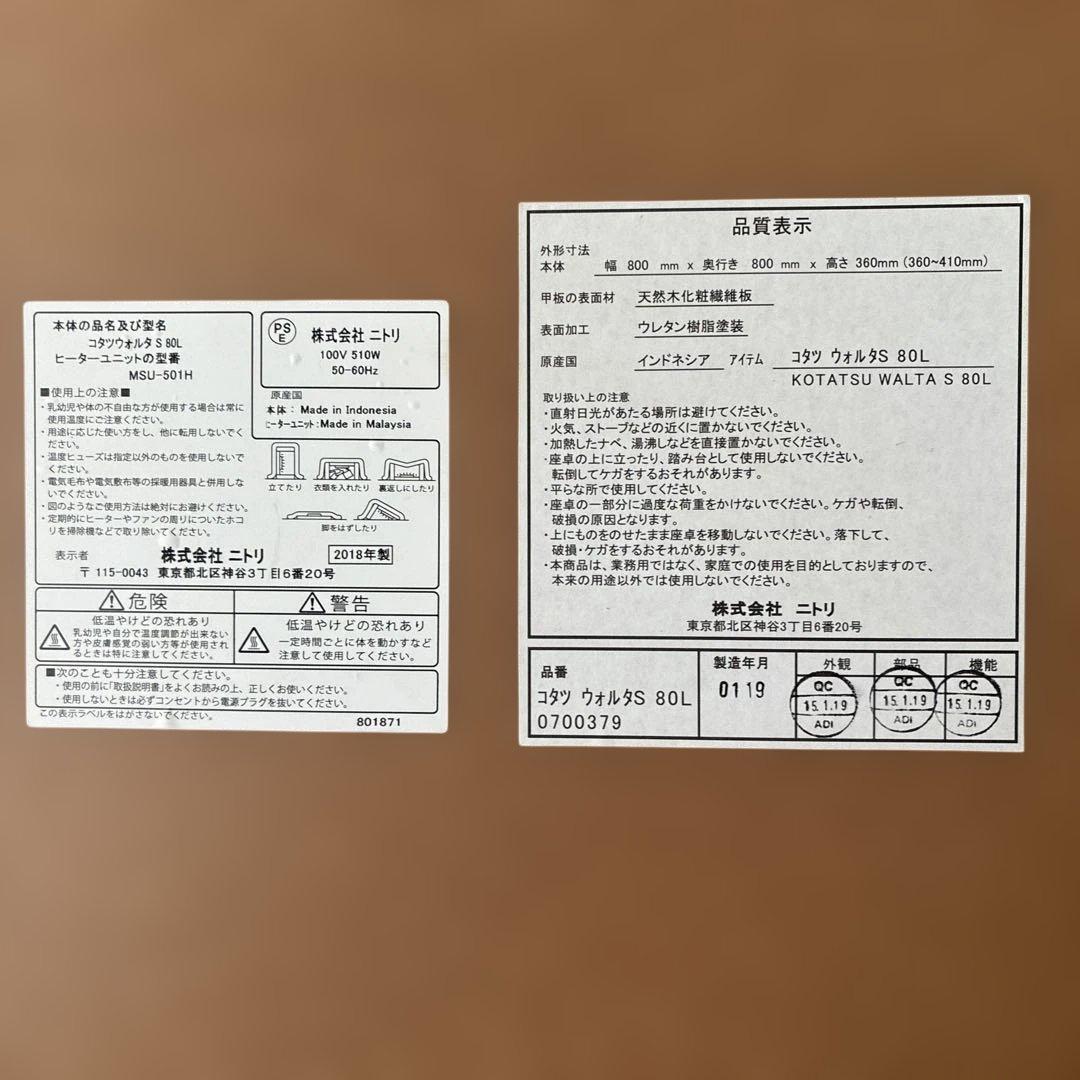 本体の品名及び型名
コタツウォルタ S 80L
ヒーターユニットの型番
MSU-501H
■使用上の注意■
・乳幼児や体の不自由な方が使用する場合は常に
使用温度にご注意ください。
・用途に応じた使い方をし、他に転用しないでく
ださい。
・温度ヒューズは指定以外のものを使用しないで
ください。
・電気毛布や電気敷布等の採暖用器具と併用しな
いでください。
・図のようなご使用方法は絶対にお避けください。
・定期的にヒーターやファンの周りについたホコ
リを掃除機などで取り除いてください。
PSE
株式会社 ニトリ
100V 510W
50-60Hz
原産国
本体: Made in Indonesia
ヒーターユニット:Made in Malaysia
立てたり 衣類を入れたり 裏返しにしたり
脚をはずしたり
表示者 株式会社 ニトリ 2018年製
〒 115-0043 東京都北区神谷3丁目6番20号
危険
低温やけどの恐れあり
乳幼児や自分で温度調節が出来ない
方や皮膚感覚の弱い方等が使用され
るときは特に注意してください。
警告
低温やけどの恐れあり
一定時間ごとに体を動かすなど
注意して使用してください。
■次のことも十分注意してください。
・使用の前に「取扱説明書」をよくお読みの上、正しくお使いください。
・使用しないときは必ずコンセントから電源プラグを抜いてください。
この表示ラベルをはがさないでください。 801871
品質表示
外形寸法
本体 幅 800 mm x 奥行き 800 mm x 高さ 360mm (360~410mm)
甲板の表面材 天然木化粧繊維板
表面加工 ウレタン樹脂塗装
原産国 インドネシア アイテム コタツ ウォルタS 80L
KOTATSU WALTA S 80L
取り扱い上の注意
・直射日光があたる場所は避けてください。
・火気、ストーブなどの近くに置かないでください。
・加熱したナベ、湯沸しなどを直接置かないでください。
・座卓の上に立ったり、踏み台として使用しないでください。
転倒してケガをするおそれがあります。
・平らな所で使用してください。
・座卓の一部分に過度な荷重をかけないでください。ケガや転倒、
破損の原因となります。
・上にものをのせたまま座卓を移動しないでください。落下して、
破損・ケガをするおそれがあります。
・本商品は、業務用ではなく、家庭での使用を目的としておりますので、
本来の用途以外では使用しないでください。
株式会社 ニトリ
東京都北区神谷3丁目6番20号
品番
コタツ ウォルタS 80L
0700379
製造年月
0119
外観
QC
15.1.19
ADI
部品
QC
15.1.19
ADI
機能
QC
15.1.19
ADI